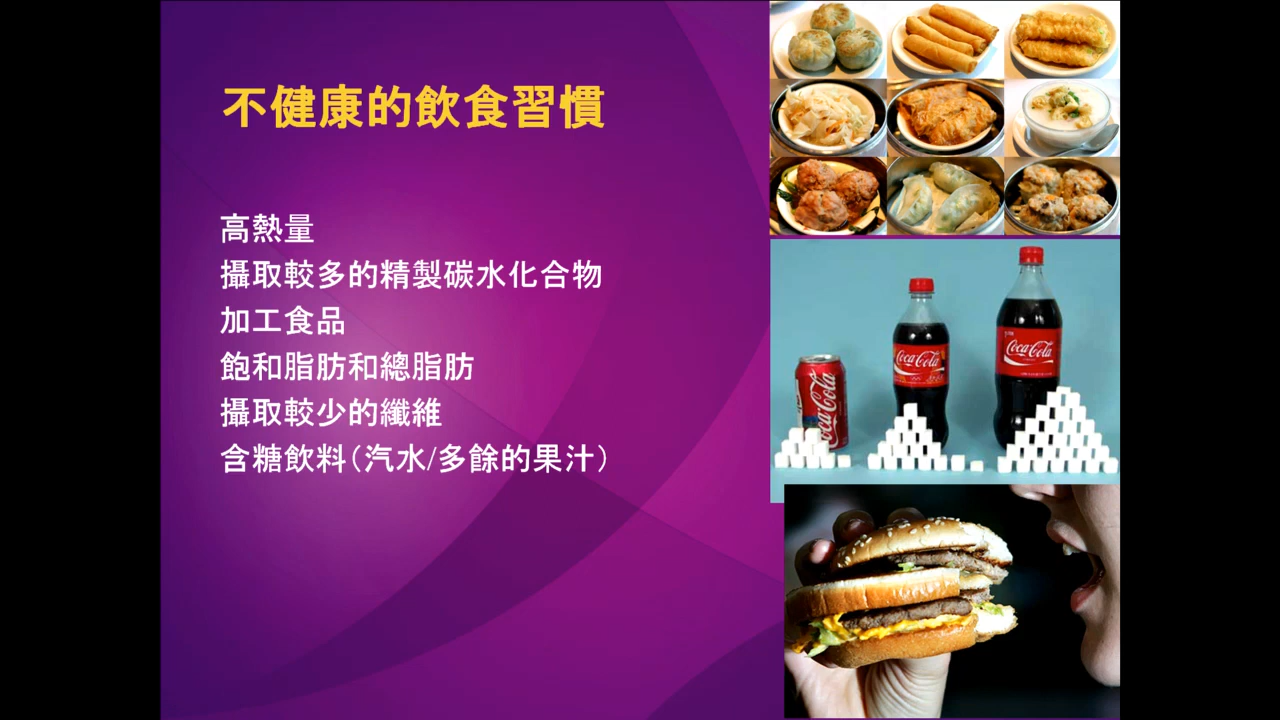 不健康的飲食習慣
高熱量
攝取較多的精製碳水化合物
加工食品
飽和脂肪和總脂肪
攝取較少的纖維
含糖飲料（汽水/多餘的果汁）
Coca-Cola
Coca-Cola
Coca-Cola